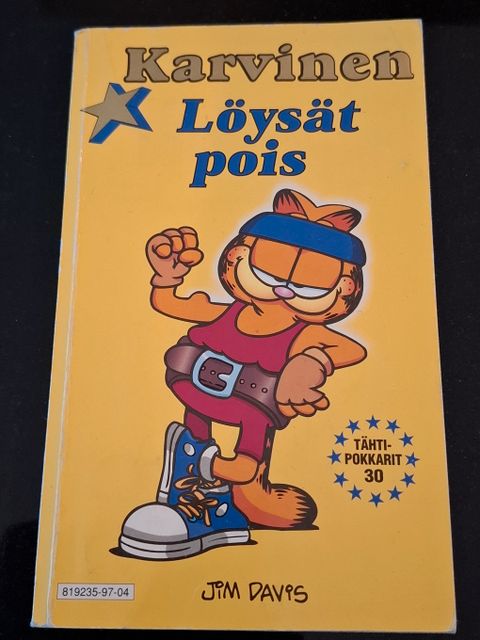 Karvinen
Löysät
pois
TÄHTI-
POKKARIT
30
819235-97-04
JIM DAVIS